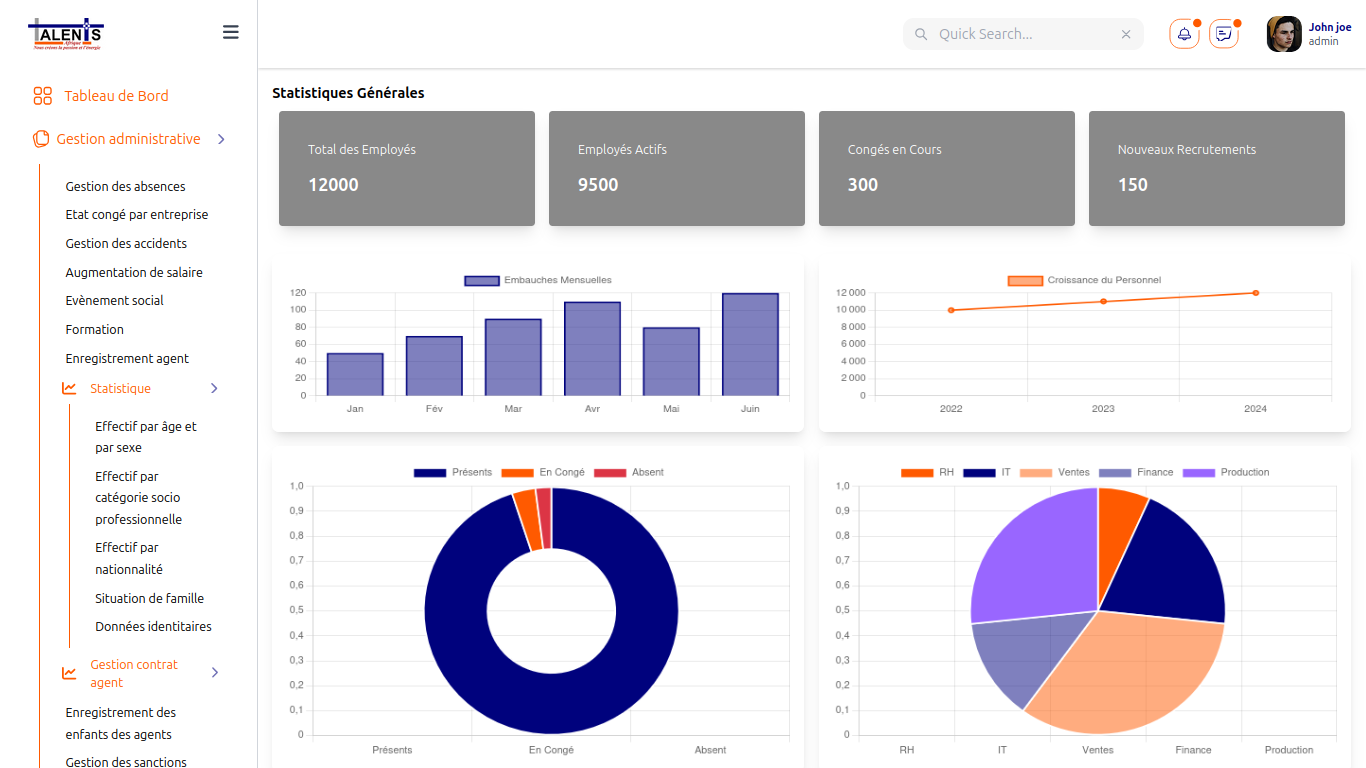 TALENTS
Afrique
Nous créons la passion et l'énergie
Quick Search...
John joe
admin
Tableau de Bord
Gestion administrative
Gestion des absences
Etat congé par entreprise
Gestion des accidents
Augmentation de salaire
Evènement social
Formation
Enregistrement agent
Statistique
Effectif par âge et
par sexe
Effectif par
catégorie socio
professionnelle
Effectif par
nationnalité
Situation de famille
Données identitaires
Gestion contrat
agent
Enregistrement des
enfants des agents
Gestion des sanctions
Statistiques Générales
Total des Employés
12000
Employés Actifs
9500
Congés en Cours
300
Nouveaux Recrutements
150
Embauches Mensuelles
120
100
80
60
40
20
0
Jan Fév Mar Avr Mai Juin
Croissance du Personnel
12 000
10 000
8 000
6 000
4 000
2 000
0
2022 2023 2024
Présents En Congé Absent
1,0
0,9
0,8
0,7
0,6
0,5
0,4
0,3
0,2
0,1
0
Présents En Congé Absent
RH IT Ventes Finance Production
1,0
0,9
0,8
0,7
0,6
0,5
0,4
0,3
0,2
0,1
0
RH IT Ventes Finance Production